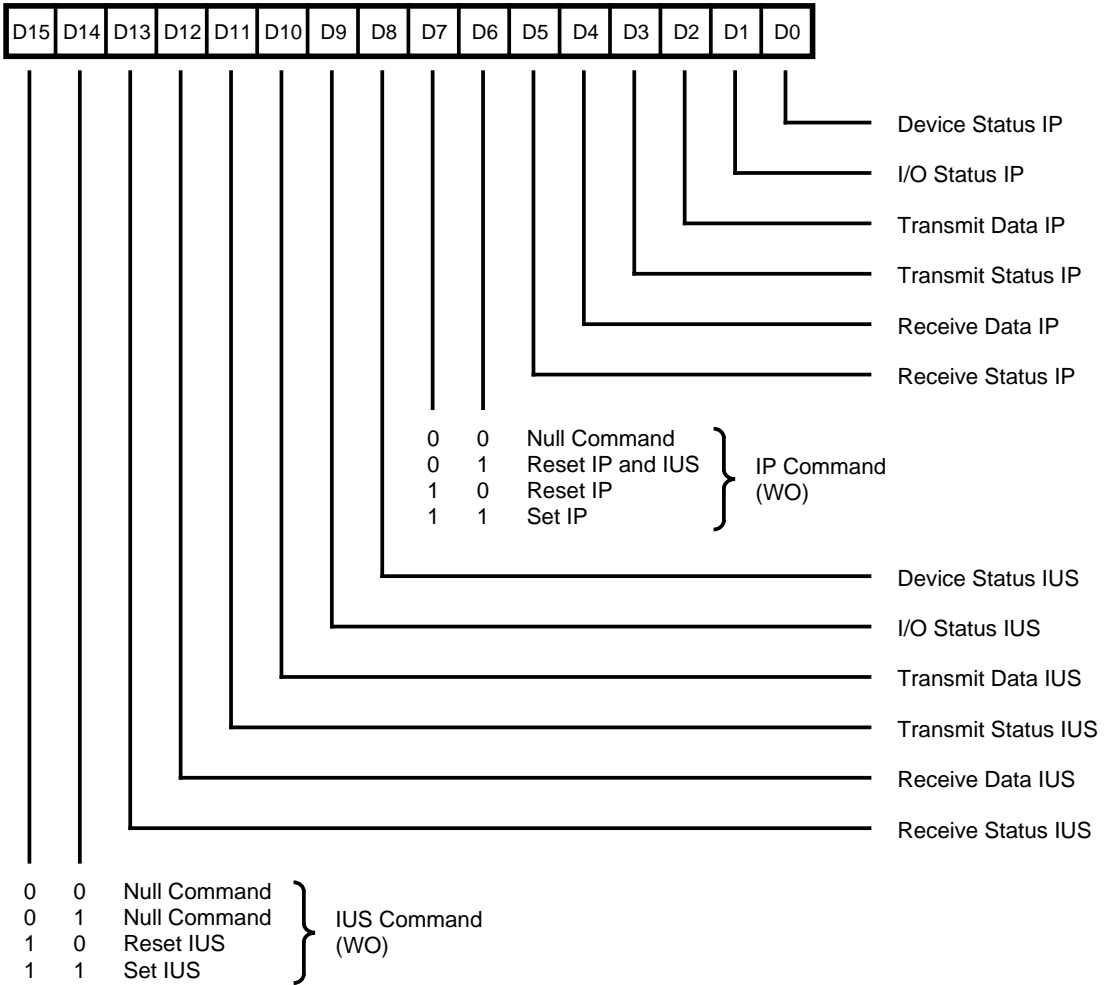 D15 D14 D13 D12 D11 D10 D9 D8 D7 D6 D5 D4 D3 D2 D1 D0
Device Status IP
I/O Status IP
Transmit Data IP
Transmit Status IP
Receive Data IP
Receive Status IP
0 0 Null Command
0 1 Reset IP and IUS
1 0 Reset IP
1 1 Set IP
IP Command
(WO)
Device Status IUS
I/O Status IUS
Transmit Data IUS
Transmit Status IUS
Receive Data IUS
Receive Status IUS
0 0 Null Command
0 1 Null Command
1 0 Reset IUS
1 1 Set IUS
IUS Command
(WO)